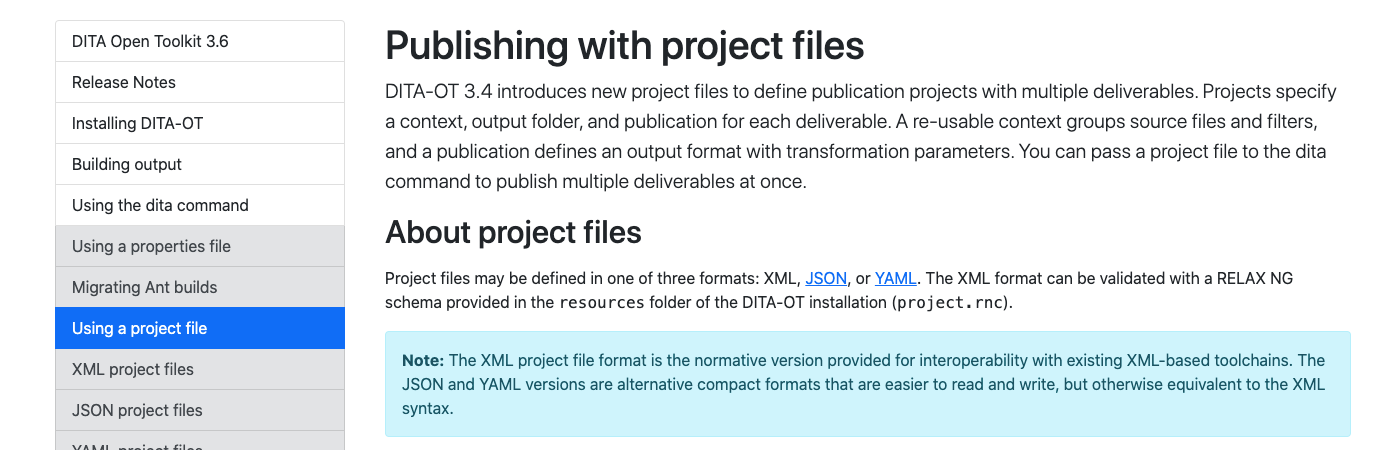 DITA Open Toolkit 3.6
Release Notes
Installing DITA-OT
Building output
Using the dita command
Using a properties file
Migrating Ant builds
Using a project file
XML project files
JSON project files
YAML project files
Publishing with project files
DITA-OT 3.4 introduces new project files to define publication projects with multiple deliverables. Projects specify
a context, output folder, and publication for each deliverable. A re-usable context groups source files and filters,
and a publication defines an output format with transformation parameters. You can pass a project file to the dita
command to publish multiple deliverables at once.
About project files
Project files may be defined in one of three formats: XML, JSON, or YAML. The XML format can be validated with a RELAX NG
schema provided in the resources folder of the DITA-OT installation (project.rnc).
Note: The XML project file format is the normative version provided for interoperability with existing XML-based toolchains. The
JSON and YAML versions are alternative compact formats that are easier to read and write, but otherwise equivalent to the XML
syntax.